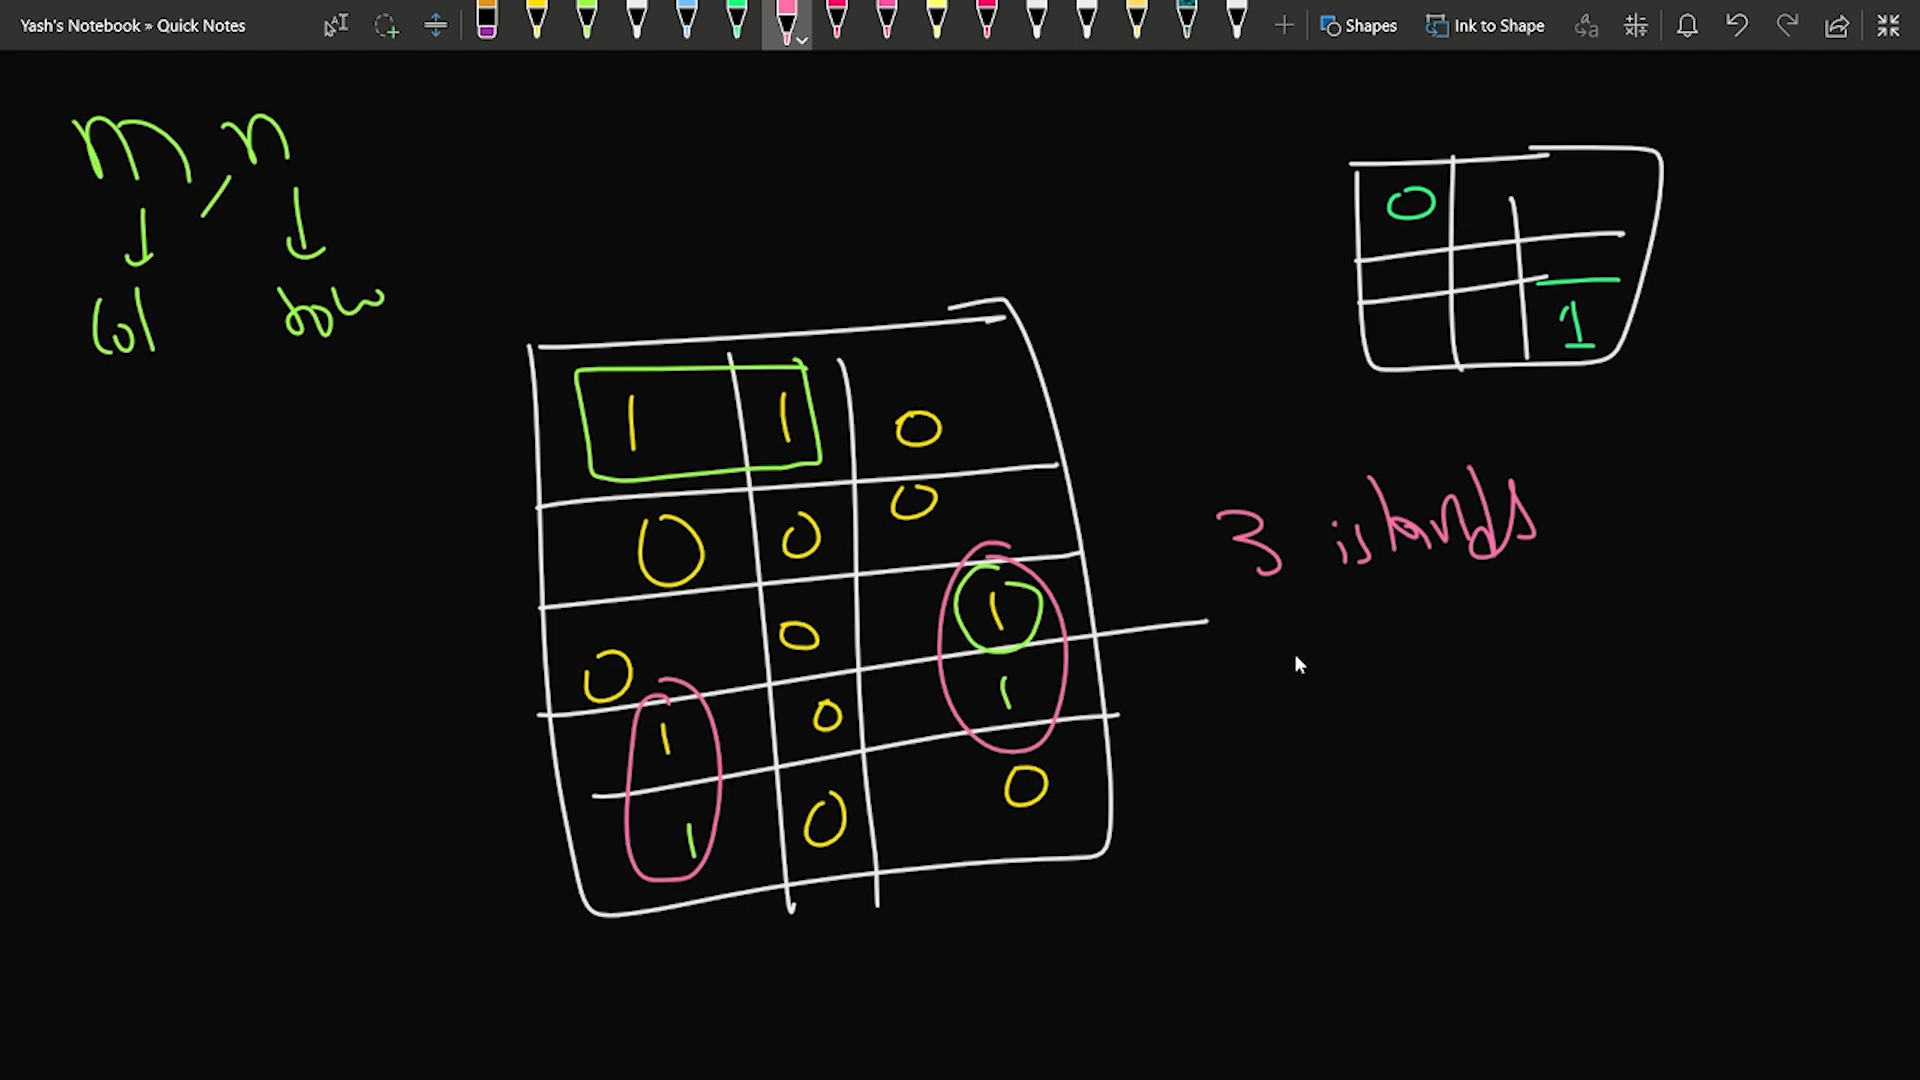 Yash's Notebook » Quick Notes
Shapes
Ink to Shape
m, n
col row
0
1
1 1 0
0 0 0
0 0 1
1 0 1
1 0 0
3 islands